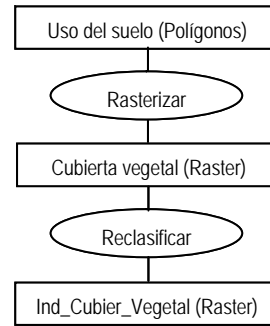 Uso del suelo (Polígonos)
Rasterizar
Cubierta vegetal (Raster)
Reclasificar
Ind_Cubier_Vegetal (Raster)